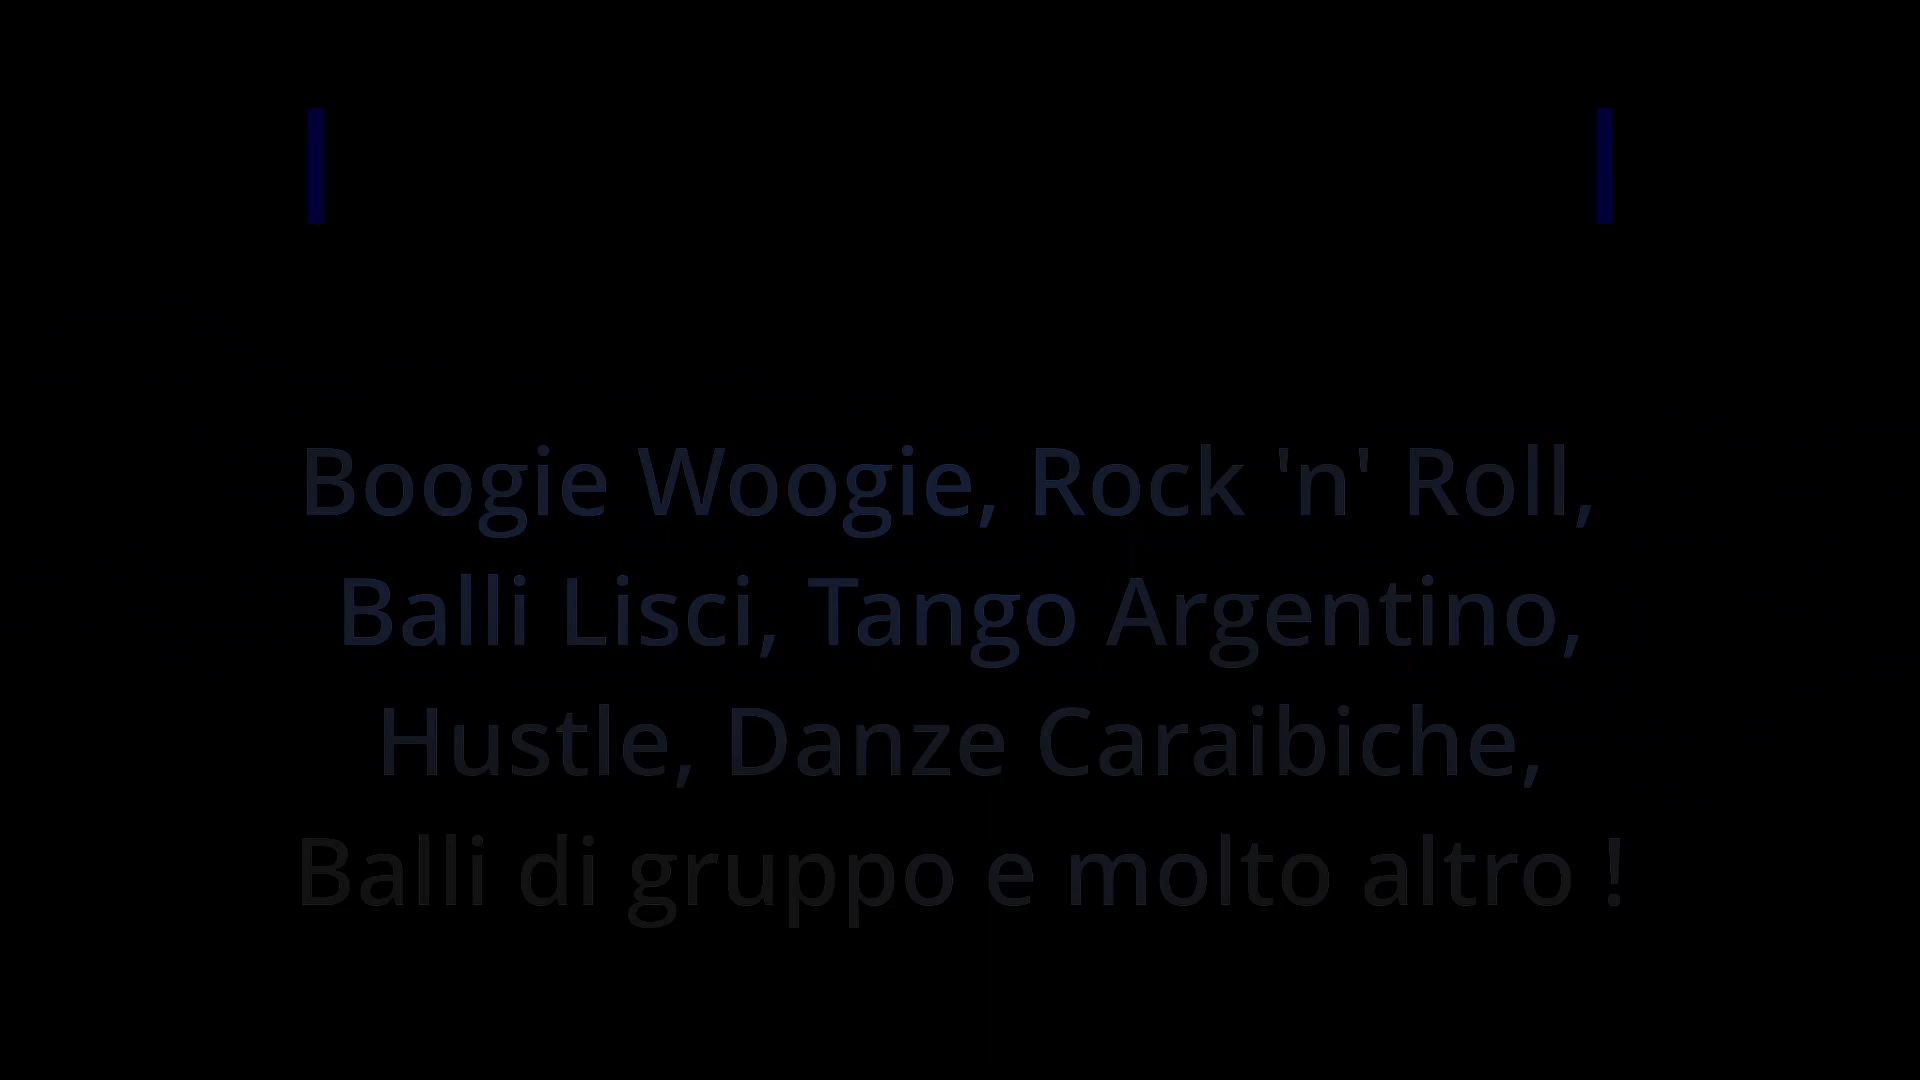 Boogie Woogie, Rock 'n' Roll,
Balli Lisci, Tango Argentino,
Hustle, Danze Caraibiche,
Balli di gruppo e molto altro !